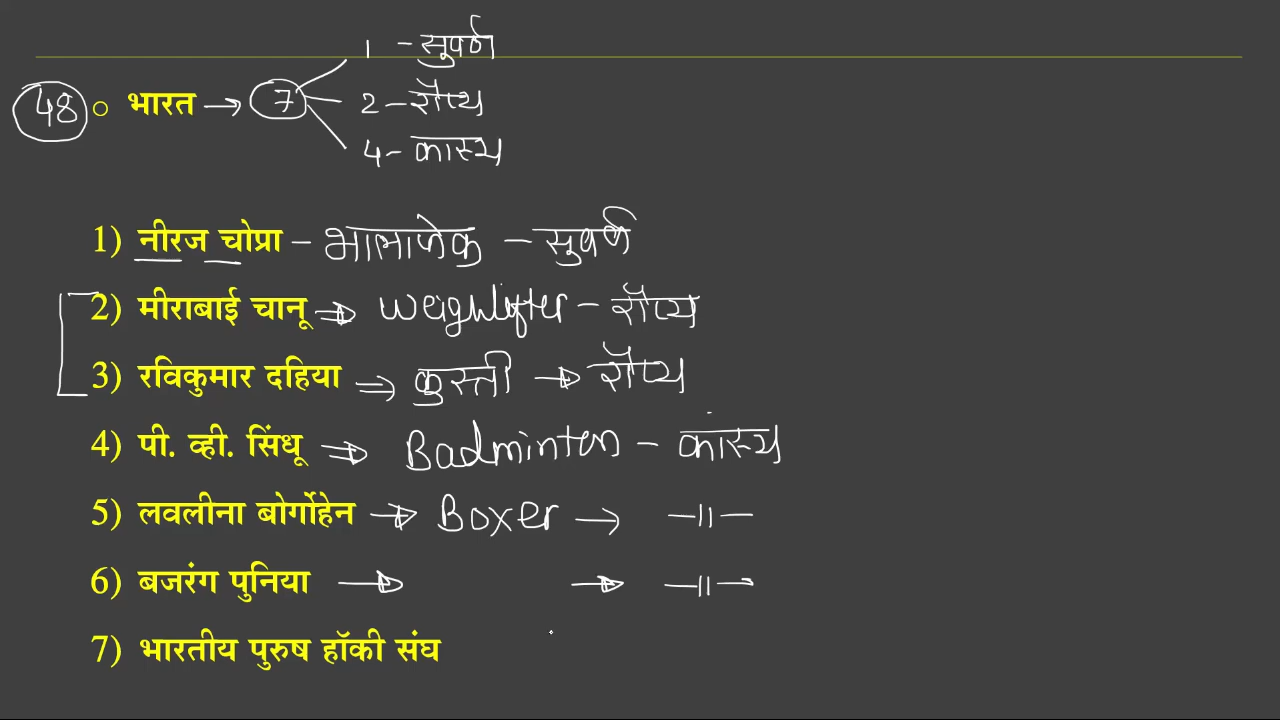 1 - सुवर्ण
48 ○ भारत → 7 2 - रौप्य
4 - कास्य
1) नीरज चोप्रा - भालाफेक - सुवर्ण
2) मीराबाई चानू → Weighlifter - रौप्य
3) रविकुमार दहिया ⇒ कुस्ती → रौप्य
4) पी. व्ही. सिंधू ⇒ Badminton - कास्य
5) लवलीना बोर्गोहेन → Boxer → -॥-
6) बजरंग पुनिया → → -॥-
7) भारतीय पुरुष हॉकी संघ